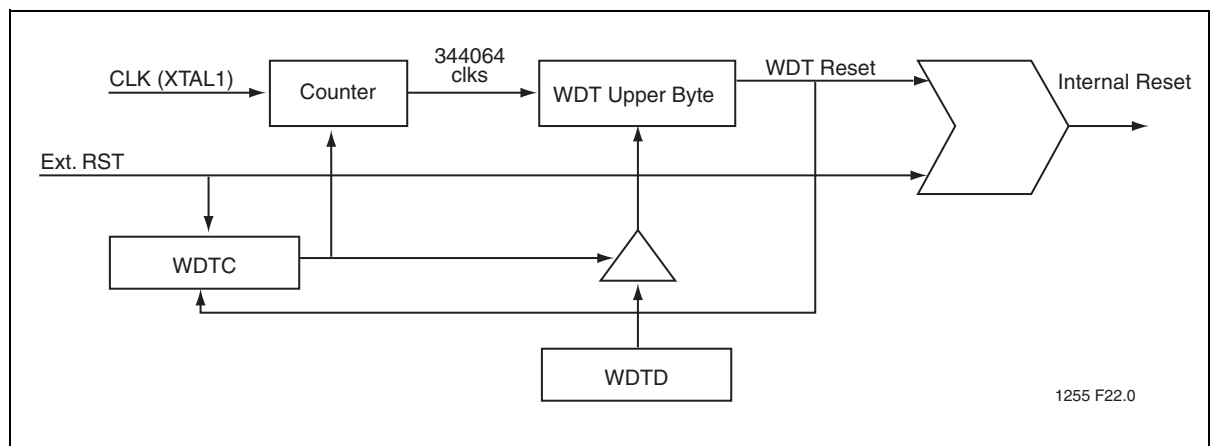 344064
clks
CLK (XTAL1)
Counter
WDT Upper Byte
WDT Reset
Internal Reset
Ext. RST
WDTC
WDTD
1255 F22.0